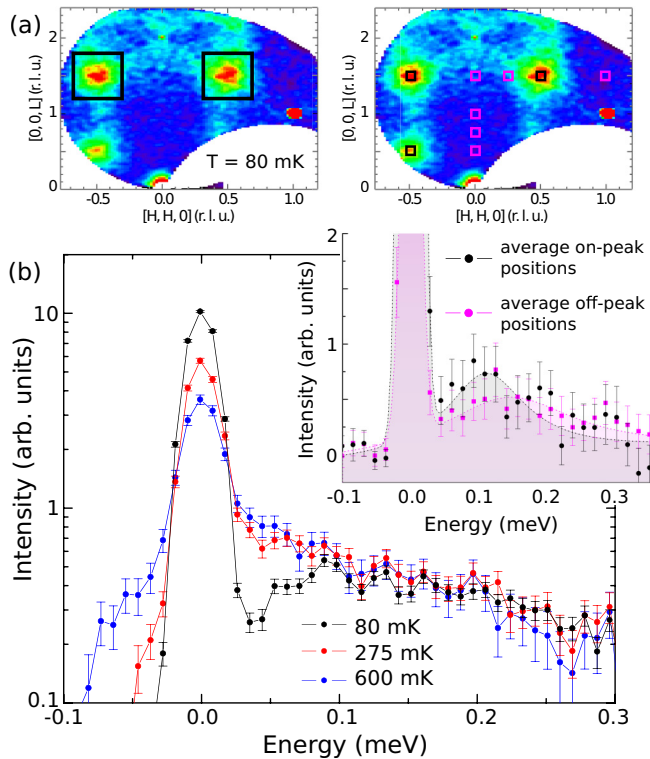 (a)
[0,0,L] (r. l. u.)
2
1
0
T = 80 mK
-0.5 0.0 0.5 1.0
[H, H, 0] (r. l. u.)
[0,0,L] (r. l. u.)
2
1
0
-0.5 0.0 0.5 1.0
[H, H, 0] (r. l. u.)
(b)
Intensity (arb. units)
10
1
0.1
80 mK
275 mK
600 mK
-0.1 0.0 0.1 0.2 0.3
Energy (meV)
Intensity (arb. units)
2
1
0
average on-peak
positions
average off-peak
positions
-0.1 0.0 0.1 0.2 0.3
Energy (meV)